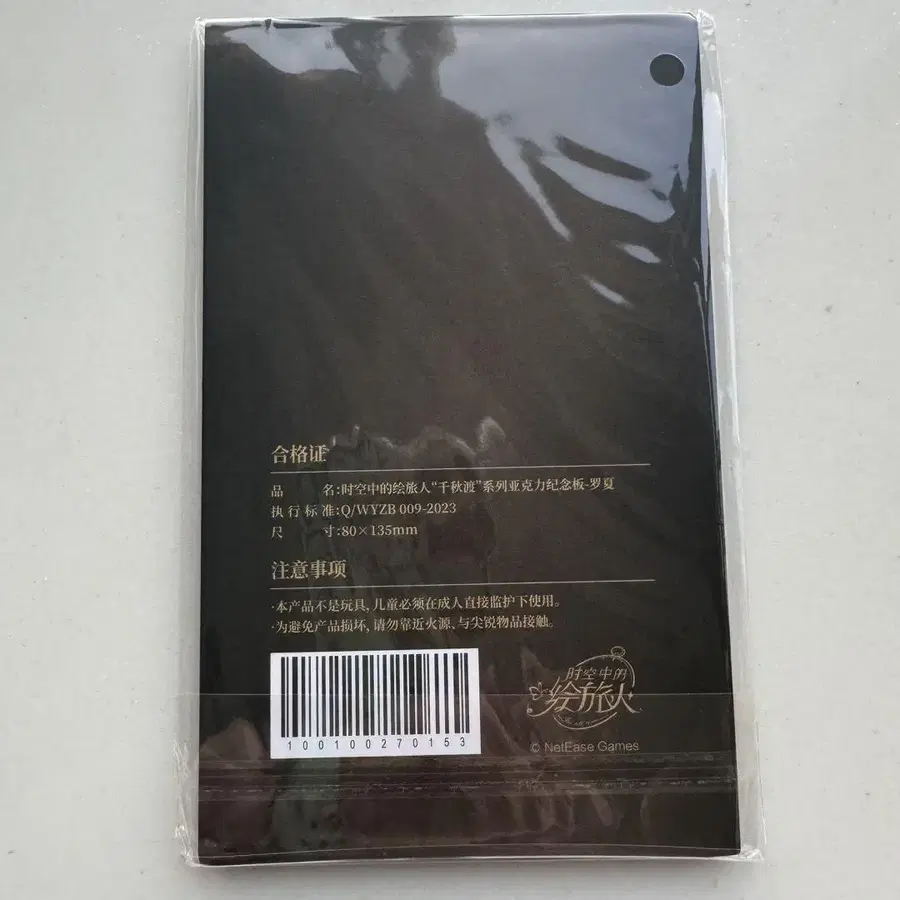 合格证
品 名:时空中的绘旅人“千秋渡”系列亚克力纪念板-罗夏
执行标准:Q/WYZB 009-2023
尺 寸:80×135mm
注意事项
·本产品不是玩具, 儿童必须在成人直接监护下使用。
·为避免产品损坏, 请勿靠近火源、与尖锐物品接触。
100100270153
时空中的
绘旅人
© NetEase Games